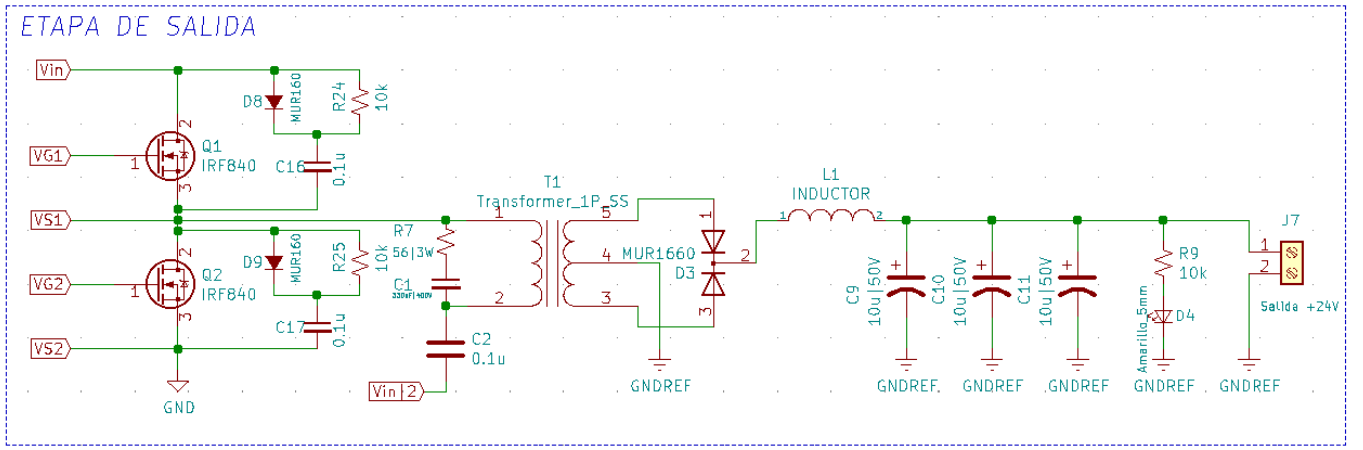 ETAPA DE SALIDA
Vin
D8
MUR160
R24
10k
2
VG1
1
Q1
IRF840
3
C16
0.1u
VS1
2
D9
MUR160
R25
10k
VG2
1
Q2
IRF840
3
C17
0.1u
VS2
GND
R7
56|3W
C1
330uF|400V
C2
0.1u
Vin|2
T1
Transformer_1P_SS
1
2
5
4
3
GNDREF
MUR1660
D3
1
2
3
L1
INDUCTOR
1
2
+
C9
10u|50V
GNDREF
+
C10
10u|50V
GNDREF
+
C11
10u|50V
GNDREF
R9
10k
Amarillo_5mm
D4
GNDREF
J7
1
2
Salida +24V
GNDREF